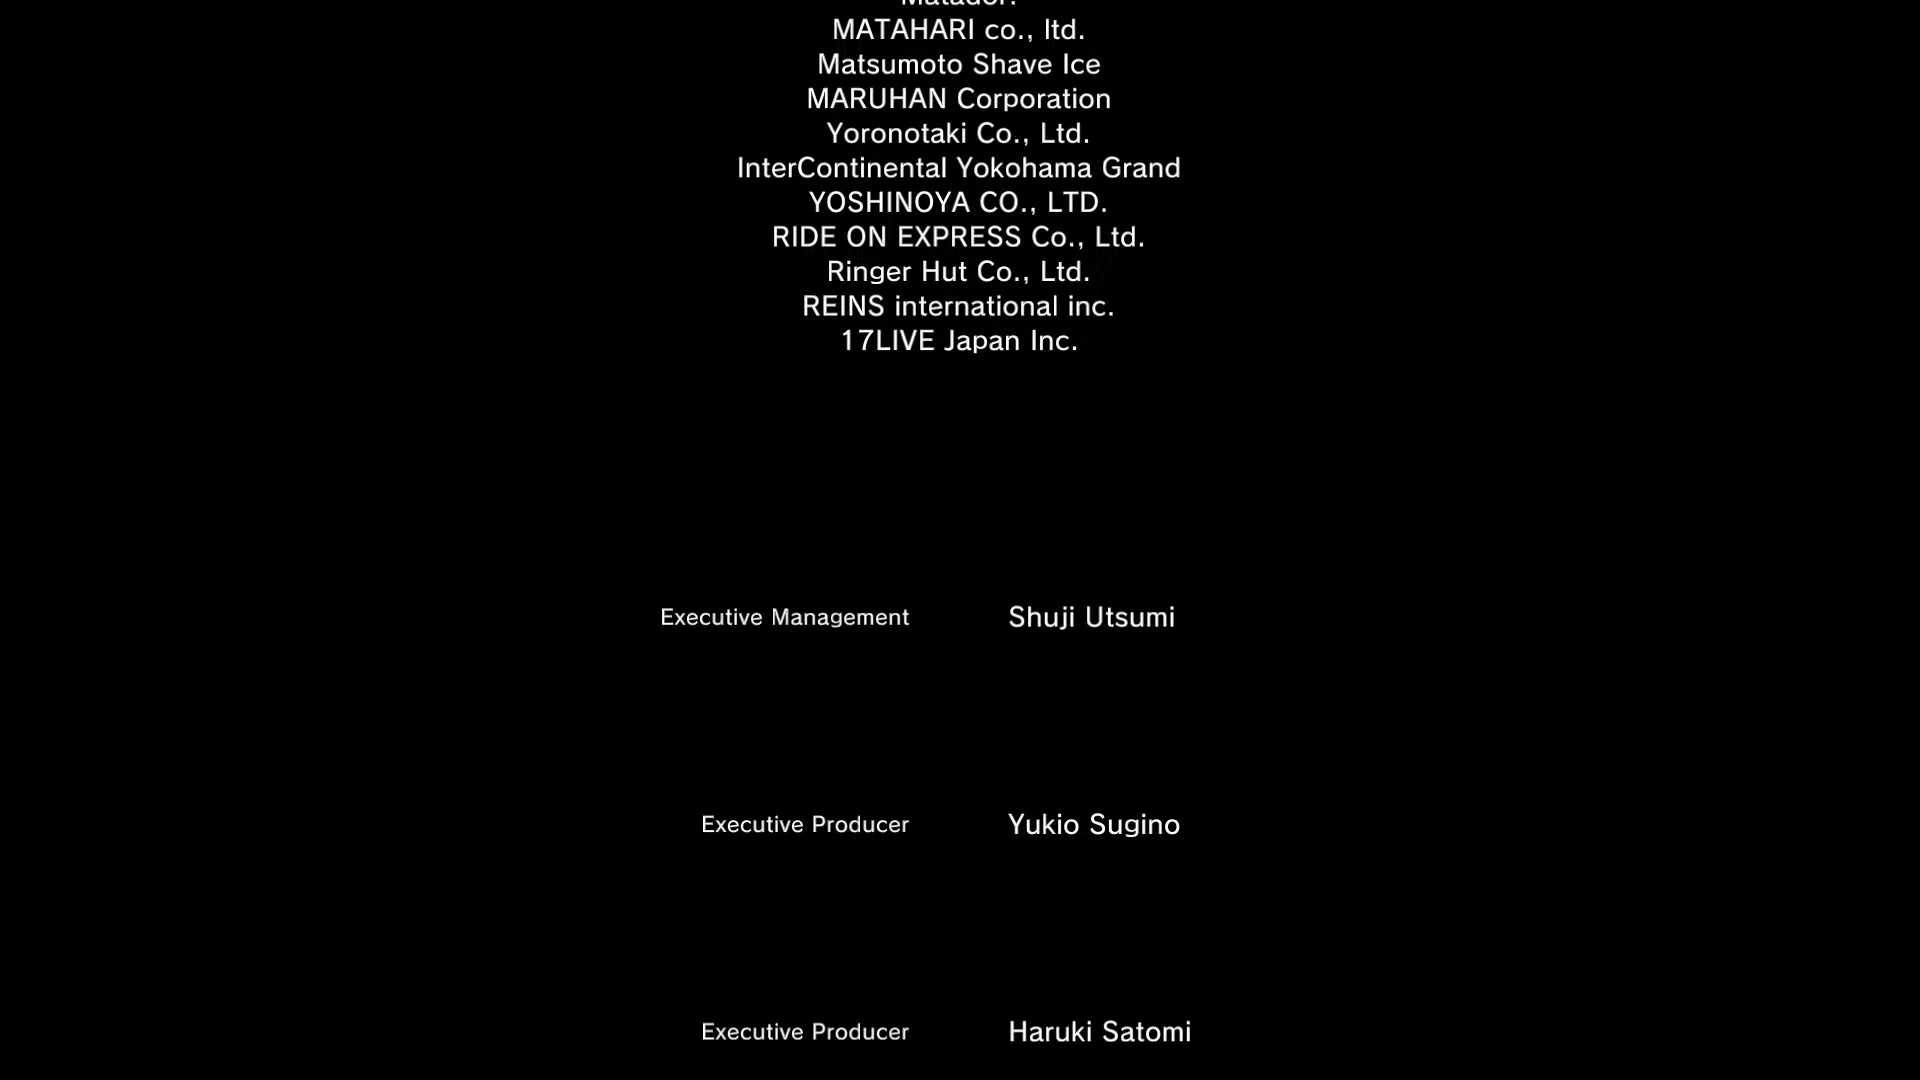 Matador.
MATAHARI co., ltd.
Matsumoto Shave Ice
MARUHAN Corporation
Yoronotaki Co., Ltd.
InterContinental Yokohama Grand
YOSHINOYA CO., LTD.
RIDE ON EXPRESS Co., Ltd.
Ringer Hut Co., Ltd.
REINS international inc.
17LIVE Japan Inc.
Executive Management Shuji Utsumi
Executive Producer Yukio Sugino
Executive Producer Haruki Satomi